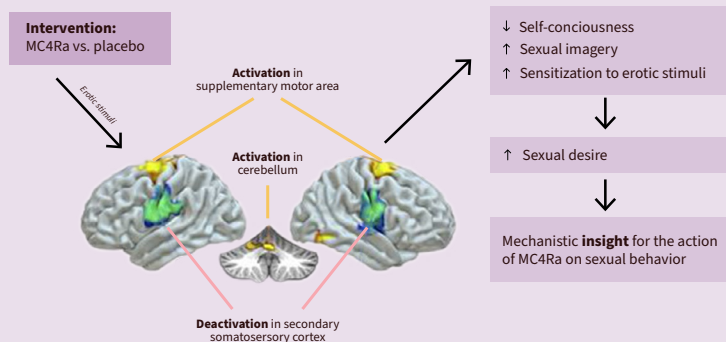 Intervention:
MC4Ra vs. placebo
Erotic stimuli
Activation in
supplementary motor area
Activation in
cerebellum
Deactivation in secondary
somatosersory cortex
↓ Self-conciousness
↑ Sexual imagery
↑ Sensitization to erotic stimuli
↑ Sexual desire
Mechanistic insight for the action
of MC4Ra on sexual behavior